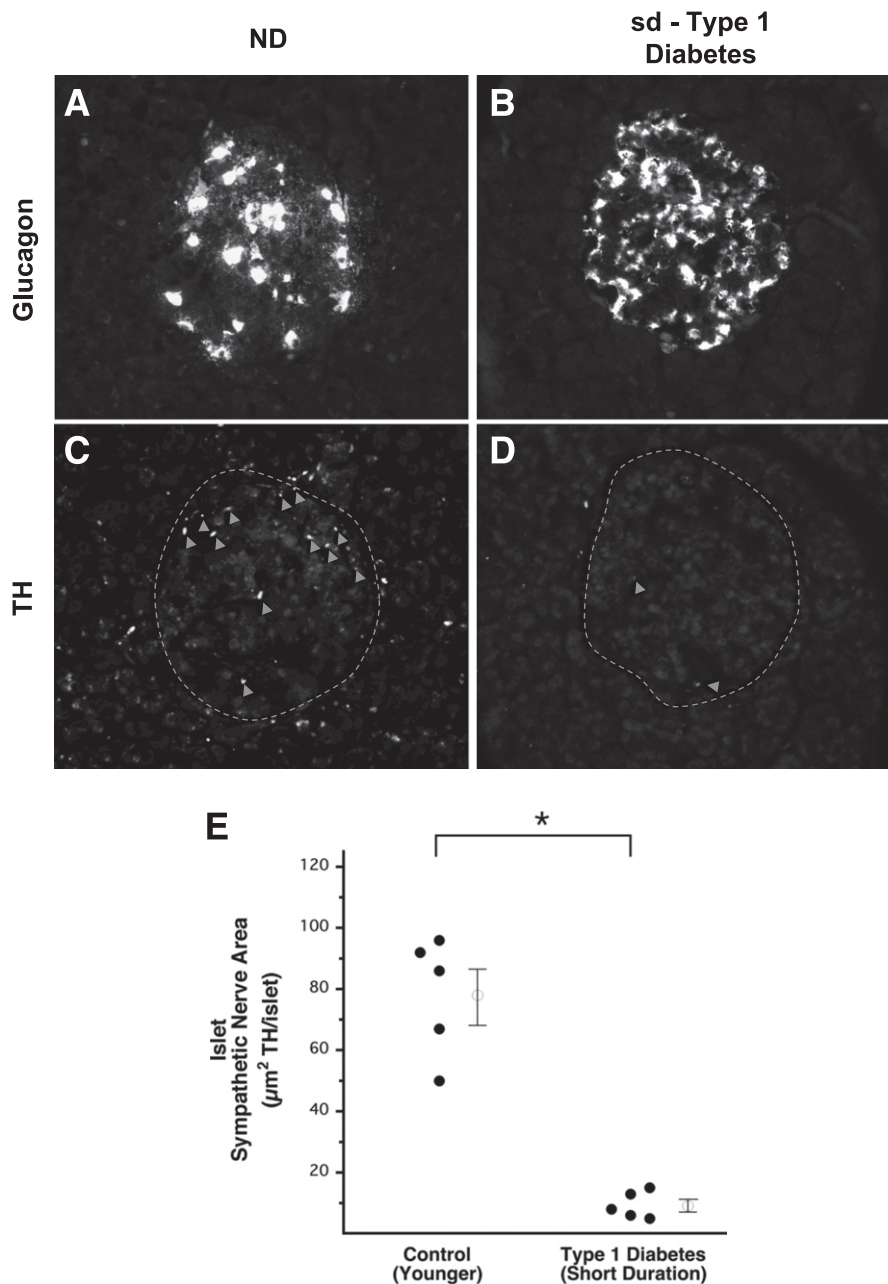 ND
sd - Type 1
Diabetes
A
B
Glucagon
C
D
TH
E
*
120
100
80
60
40
20
Islet
Sympathetic Nerve Area
(µm² TH/islet)
Control
(Younger)
Type 1 Diabetes
(Short Duration)